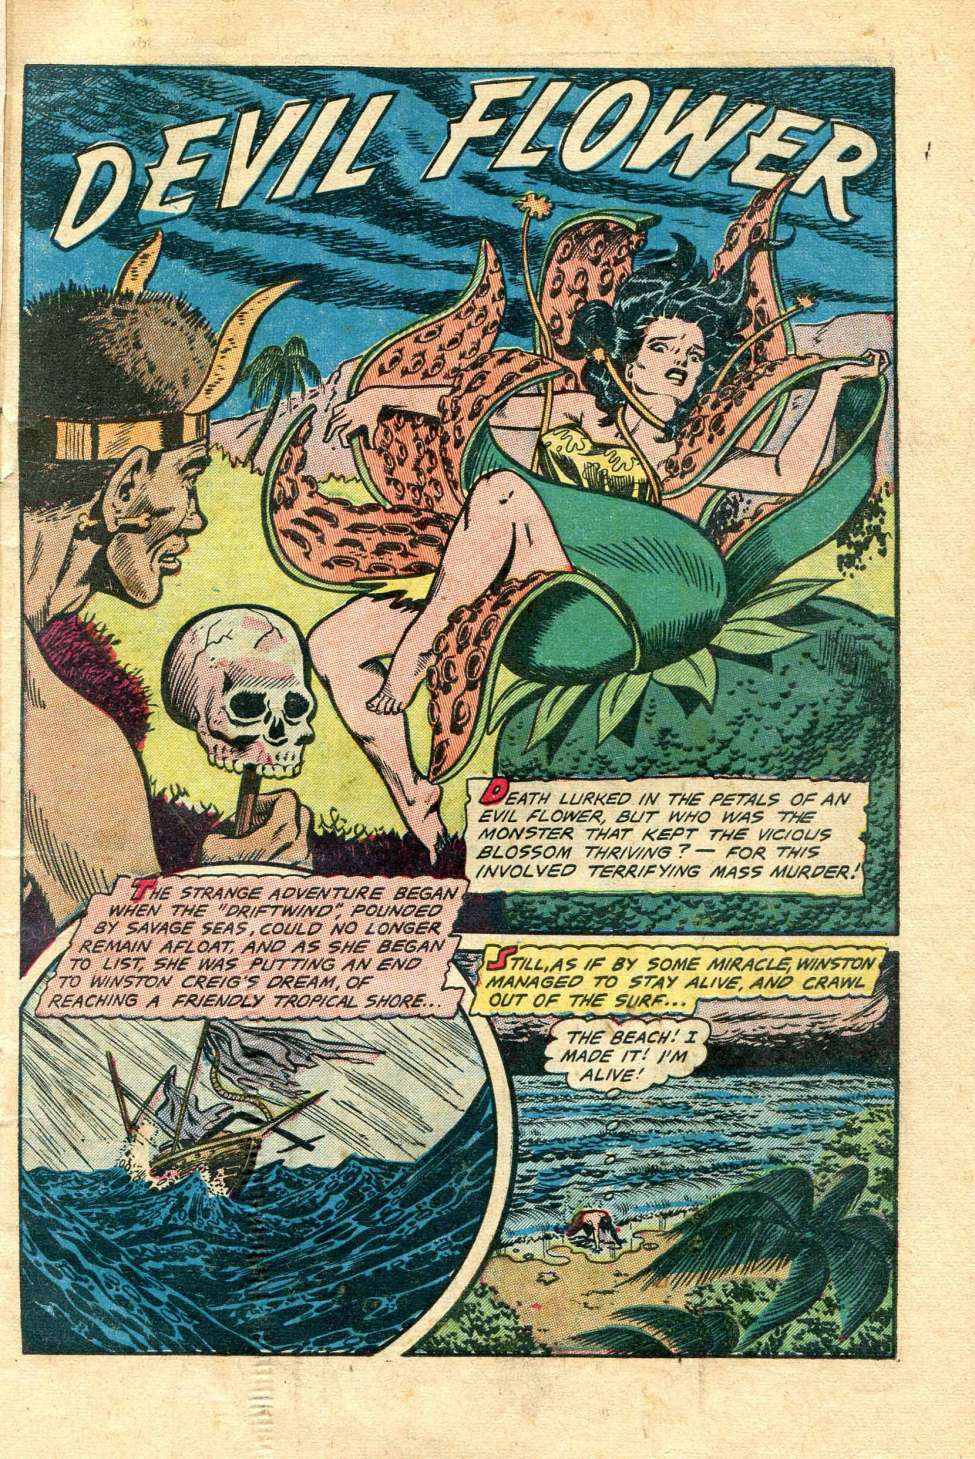 DEVIL FLOWER
DEATH LURKED IN THE PETALS OF AN
EVIL FLOWER, BUT WHO WAS THE
MONSTER THAT KEPT THE VICIOUS
BLOSSOM THRIVING? — FOR THIS
INVOLVED TERRIFYING MASS MURDER!
THE STRANGE ADVENTURE BEGAN
WHEN THE "DRIFTWIND", POUNDED
BY SAVAGE SEAS, COULD NO LONGER
REMAIN AFLOAT, AND AS SHE BEGAN
TO LIST, SHE WAS PUTTING AN END
TO WINSTON CREIG'S DREAM, OF
REACHING A FRIENDLY TROPICAL SHORE...
STILL, AS IF BY SOME MIRACLE, WINSTON
MANAGED TO STAY ALIVE, AND CRAWL
OUT OF THE SURF...
THE BEACH! I
MADE IT! I'M
ALIVE!